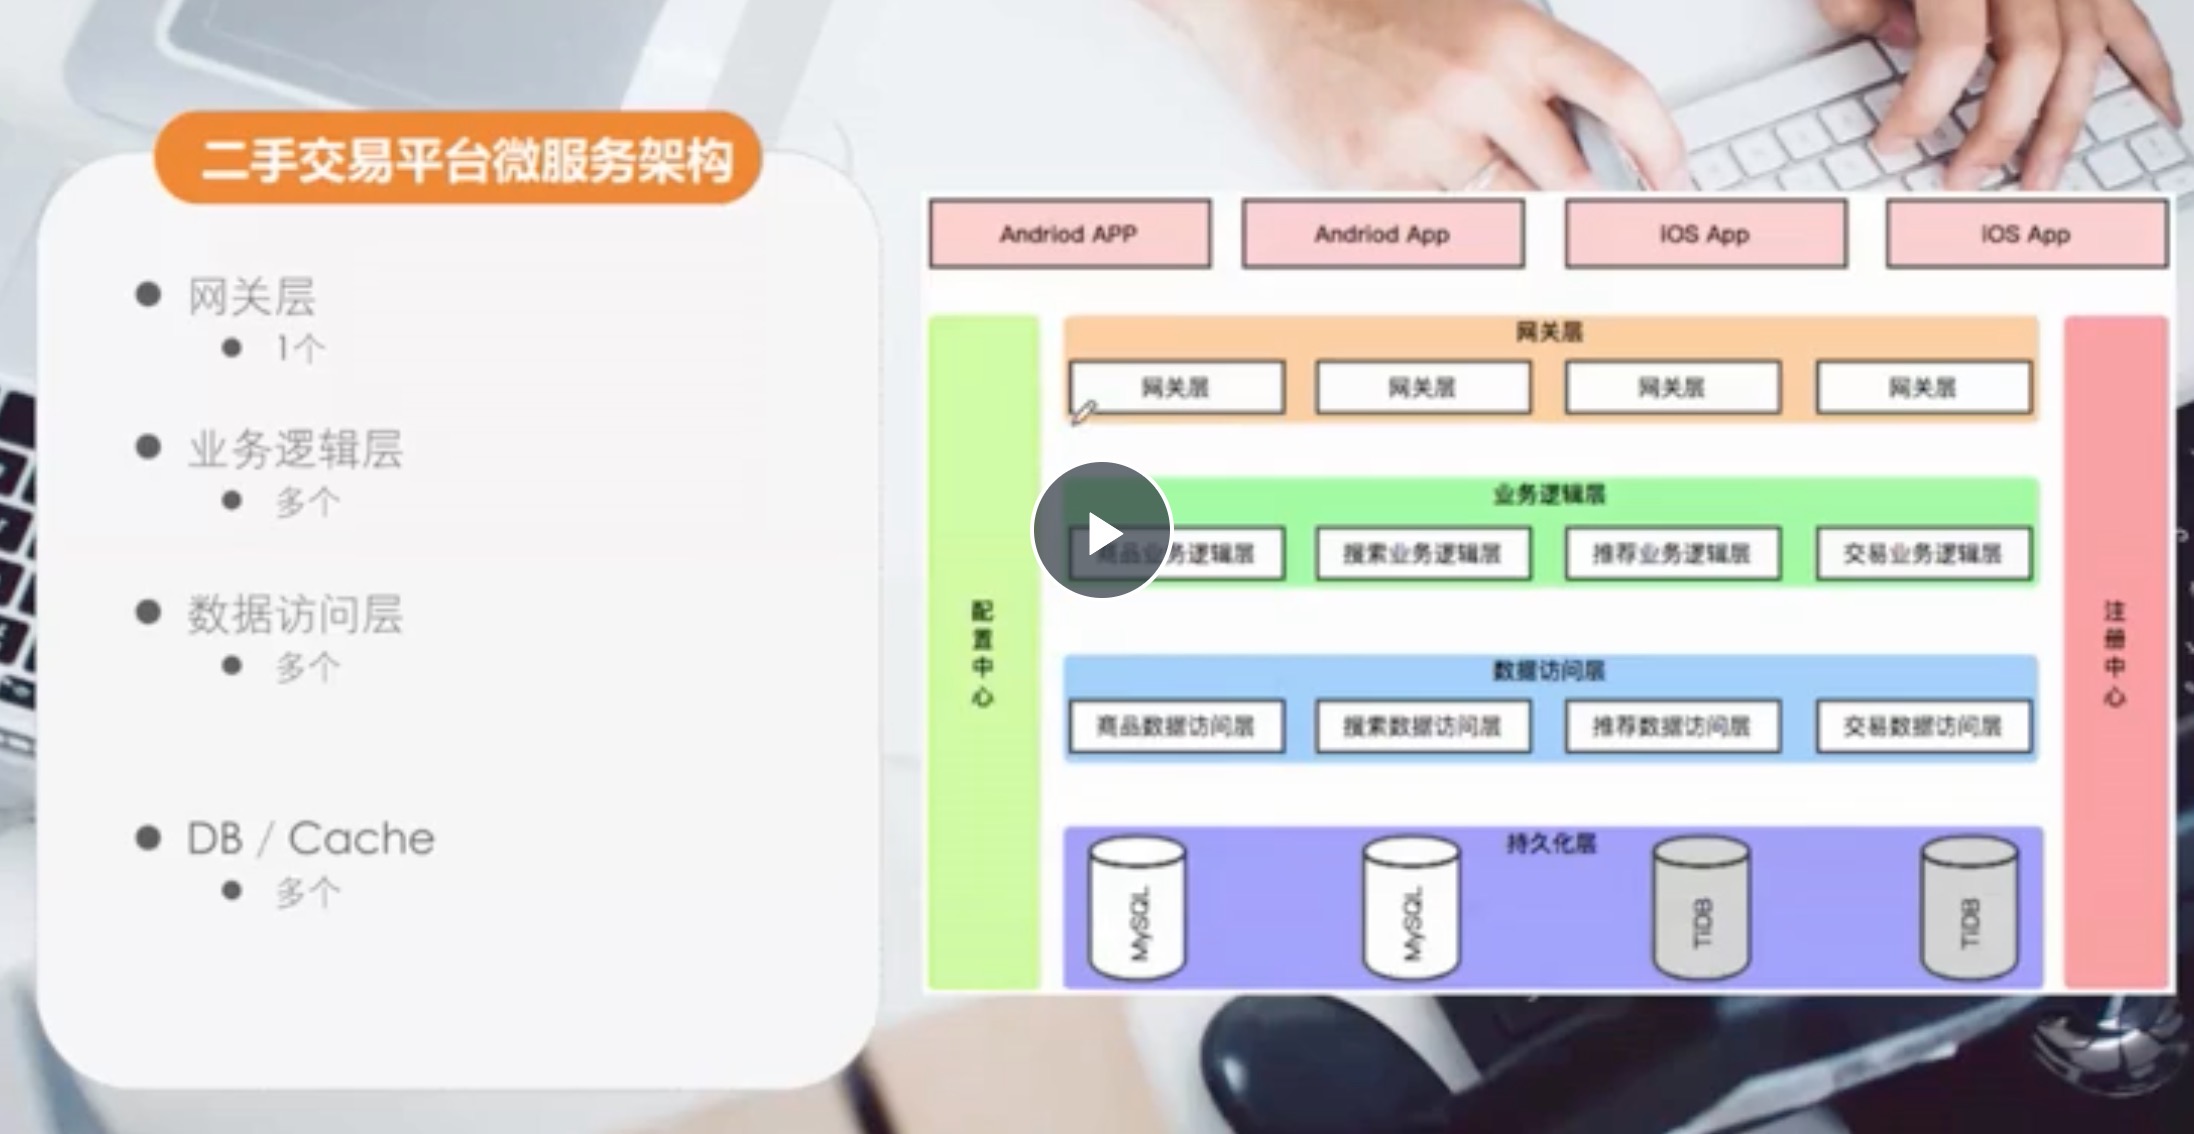 二手交易平台微服务架构
网关层
1个
业务逻辑层
多个
数据访问层
多个
DB / Cache
多个
Andriod APP
Andriod App
iOS App
iOS App
配置中心
网关层
网关层
网关层
网关层
网关层
业务逻辑层
商品业务逻辑层
搜索业务逻辑层
推荐业务逻辑层
交易业务逻辑层
数据访问层
商品数据访问层
搜索数据访问层
推荐数据访问层
交易数据访问层
持久化层
MySQL
MySQL
TiDB
TiDB
注册中心